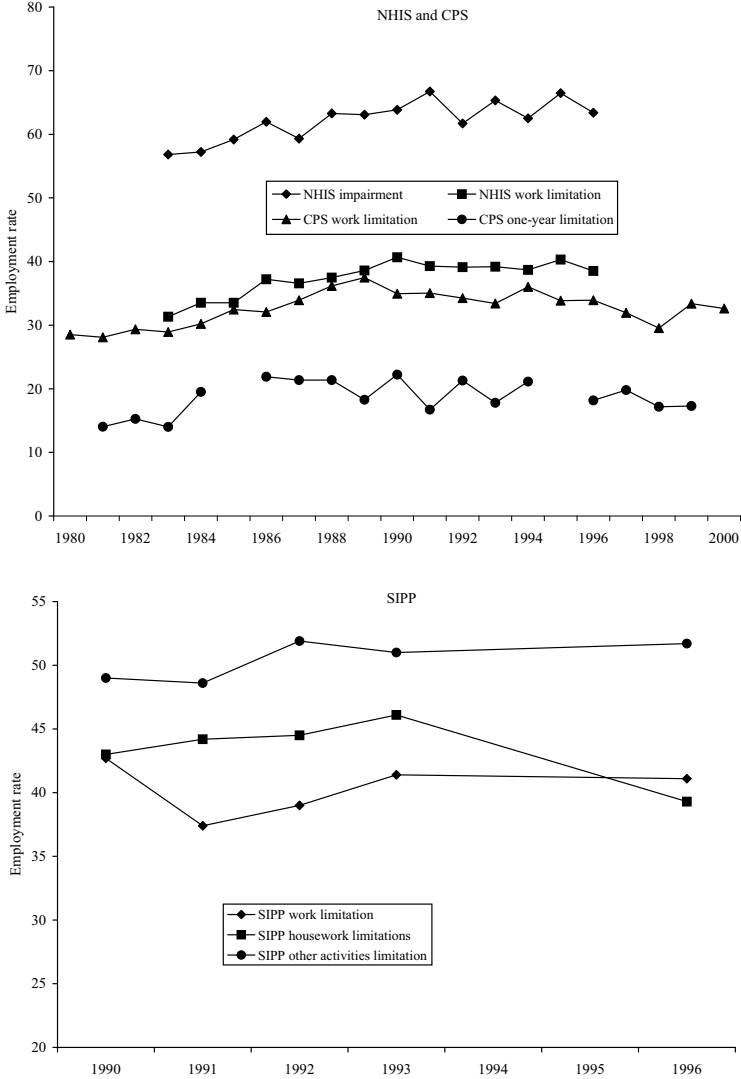 NHIS and CPS
80
70
60
50
40
30
20
10
0
Employment rate
NHIS impairment NHIS work limitation
CPS work limitation CPS one-year limitation
1980 1982 1984 1986 1988 1990 1992 1994 1996 1998 2000
SIPP
55
50
45
40
35
30
25
20
Employment rate
SIPP work limitation
SIPP housework limitations
SIPP other activities limitation
1990 1991 1992 1993 1994 1995 1996